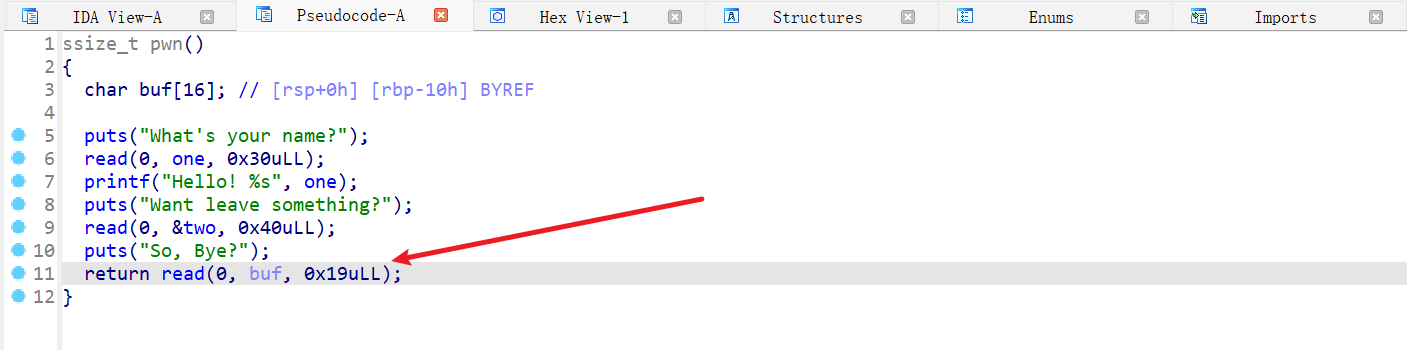 IDA View-A Pseudocode-A Hex View-1 Structures Enums Imports
1 ssize_t pwn()
2 {
3 char buf[16]; // [rsp+0h] [rbp-10h] BYREF
4
5 puts("What's your name?");
6 read(0, one, 0x30uLL);
7 printf("Hello! %s", one);
8 puts("Want leave something?");
9 read(0, &two, 0x40uLL);
10 puts("So, Bye?");
11 return read(0, buf, 0x19uLL);
12 }